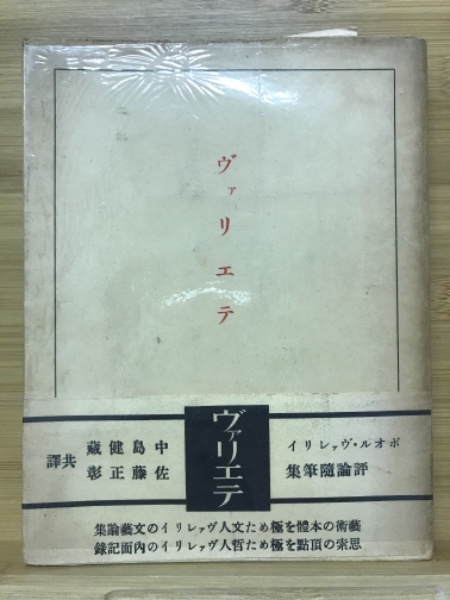 ヴァリエテ
ポオルヴァレリイ
評論隨筆集
ヴァリエテ
中島健藏
佐藤正彰
共譯
藝術の本體を極めた文人ヴァレリイの文藝論集
思索の頂點を極めた哲人ヴァレリイの内面記錄